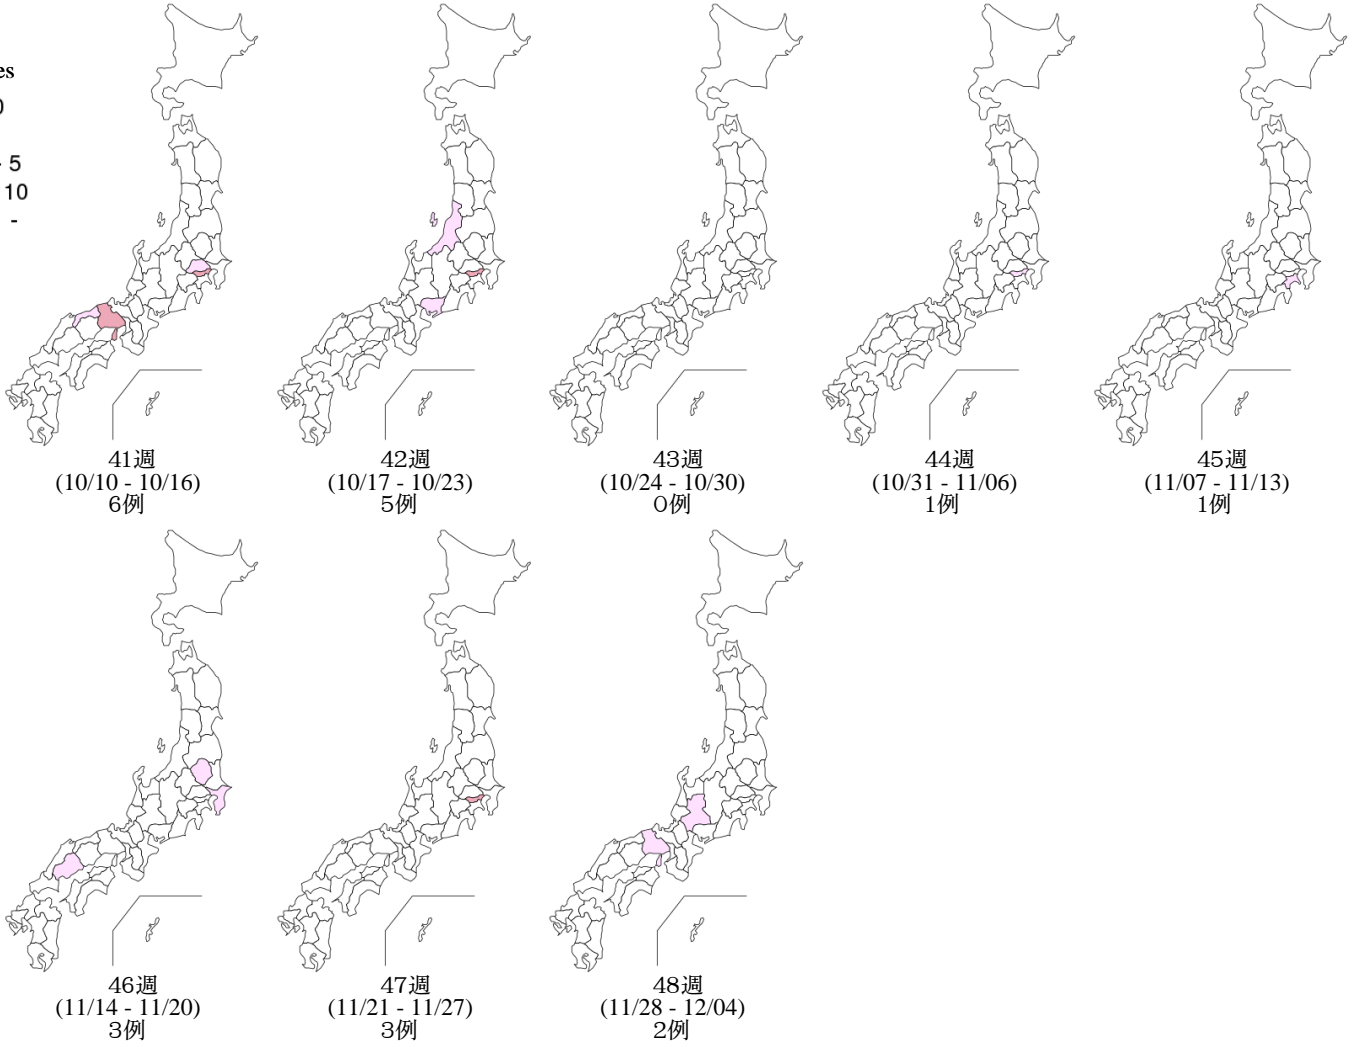 es
0
- 5
10
-
41週
(10/10 - 10/16)
6例
42週
(10/17 - 10/23)
5例
43週
(10/24 - 10/30)
0例
44週
(10/31 - 11/06)
1例
45週
(11/07 - 11/13)
1例
46週
(11/14 - 11/20)
3例
47週
(11/21 - 11/27)
3例
48週
(11/28 - 12/04)
2例